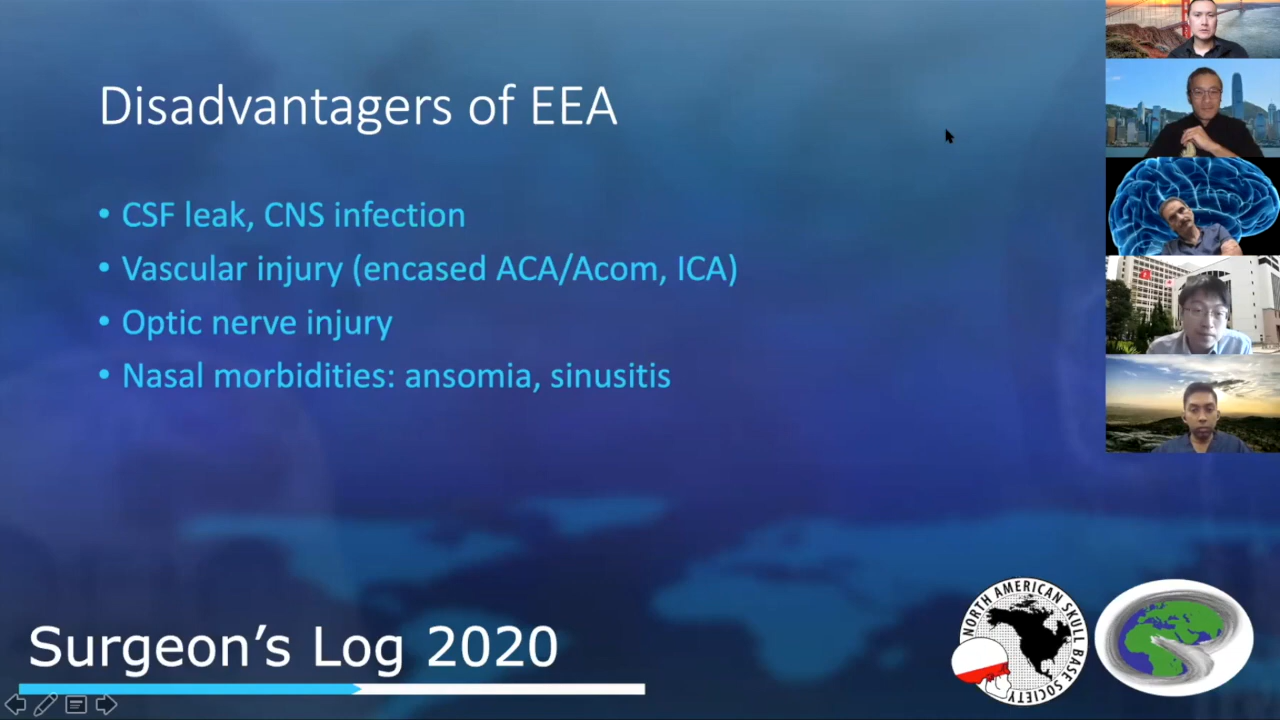 Disadvantagers of EEA
• CSF leak, CNS infection
• Vascular injury (encased ACA/Acom, ICA)
• Optic nerve injury
• Nasal morbidities: ansomia, sinusitis
Surgeon's Log 2020
NORTH AMERICAN SKULL BASE SOCIETY